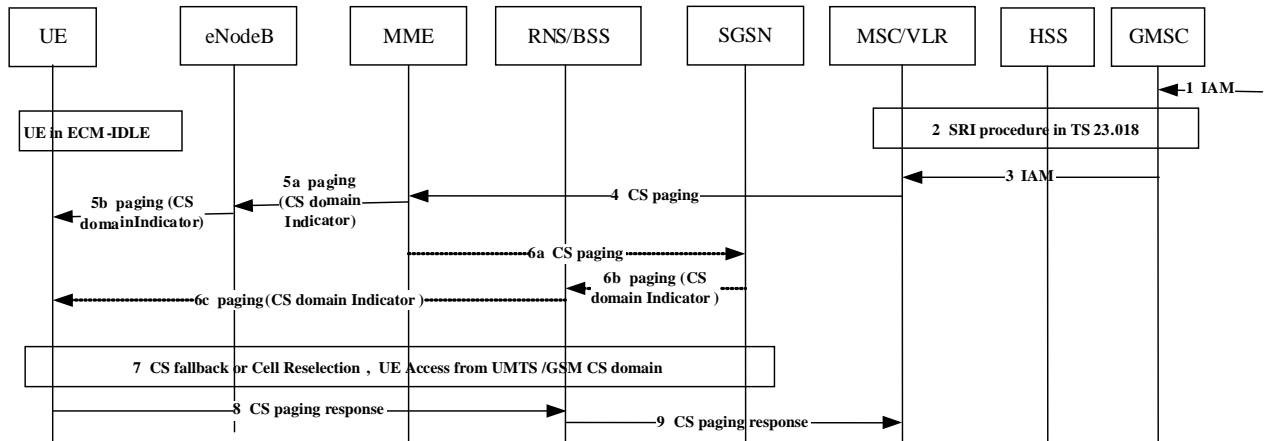 UE
eNodeB
MME
RNS/BSS
SGSN
MSC/VLR
HSS
GMSC
1 IAM
UE in ECM-IDLE
2 SRI procedure in TS 23.018
3 IAM
4 CS paging
5a paging
(CS domain
Indicator)
5b paging (CS
domainIndicator)
6a CS paging
6b paging (CS
domain Indicator )
6c paging(CS domain Indicator )
7 CS fallback or Cell Reselection , UE Access from UMTS /GSM CS domain
8 CS paging response
9 CS paging response